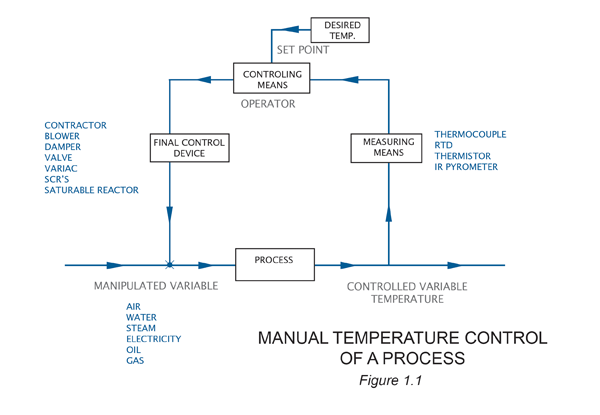 DESIRED
TEMP.
SET POINT
CONTROLING
MEANS
OPERATOR
CONTRACTOR
BLOWER
DAMPER
VALVE
VARIAC
SCR'S
SATURABLE REACTOR
FINAL CONTROL
DEVICE
MEASURING
MEANS
THERMOCOUPLE
RTD
THERMISTOR
IR PYROMETER
PROCESS
MANIPULATED VARIABLE
CONTROLLED VARIABLE
TEMPERATURE
AIR
WATER
STEAM
ELECTRICITY
OIL
GAS
MANUAL TEMPERATURE CONTROL
OF A PROCESS
Figure 1.1